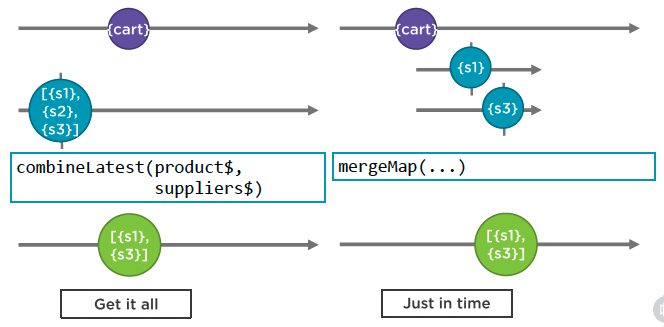 {cart}
[{s1},
{s2},
{s3}]
combineLatest(product$,
suppliers$)
[{s1},
{s3}]
Get it all
{cart}
{s1}
{s3}
mergeMap(...)
[{s1},
{s3}]
Just in time